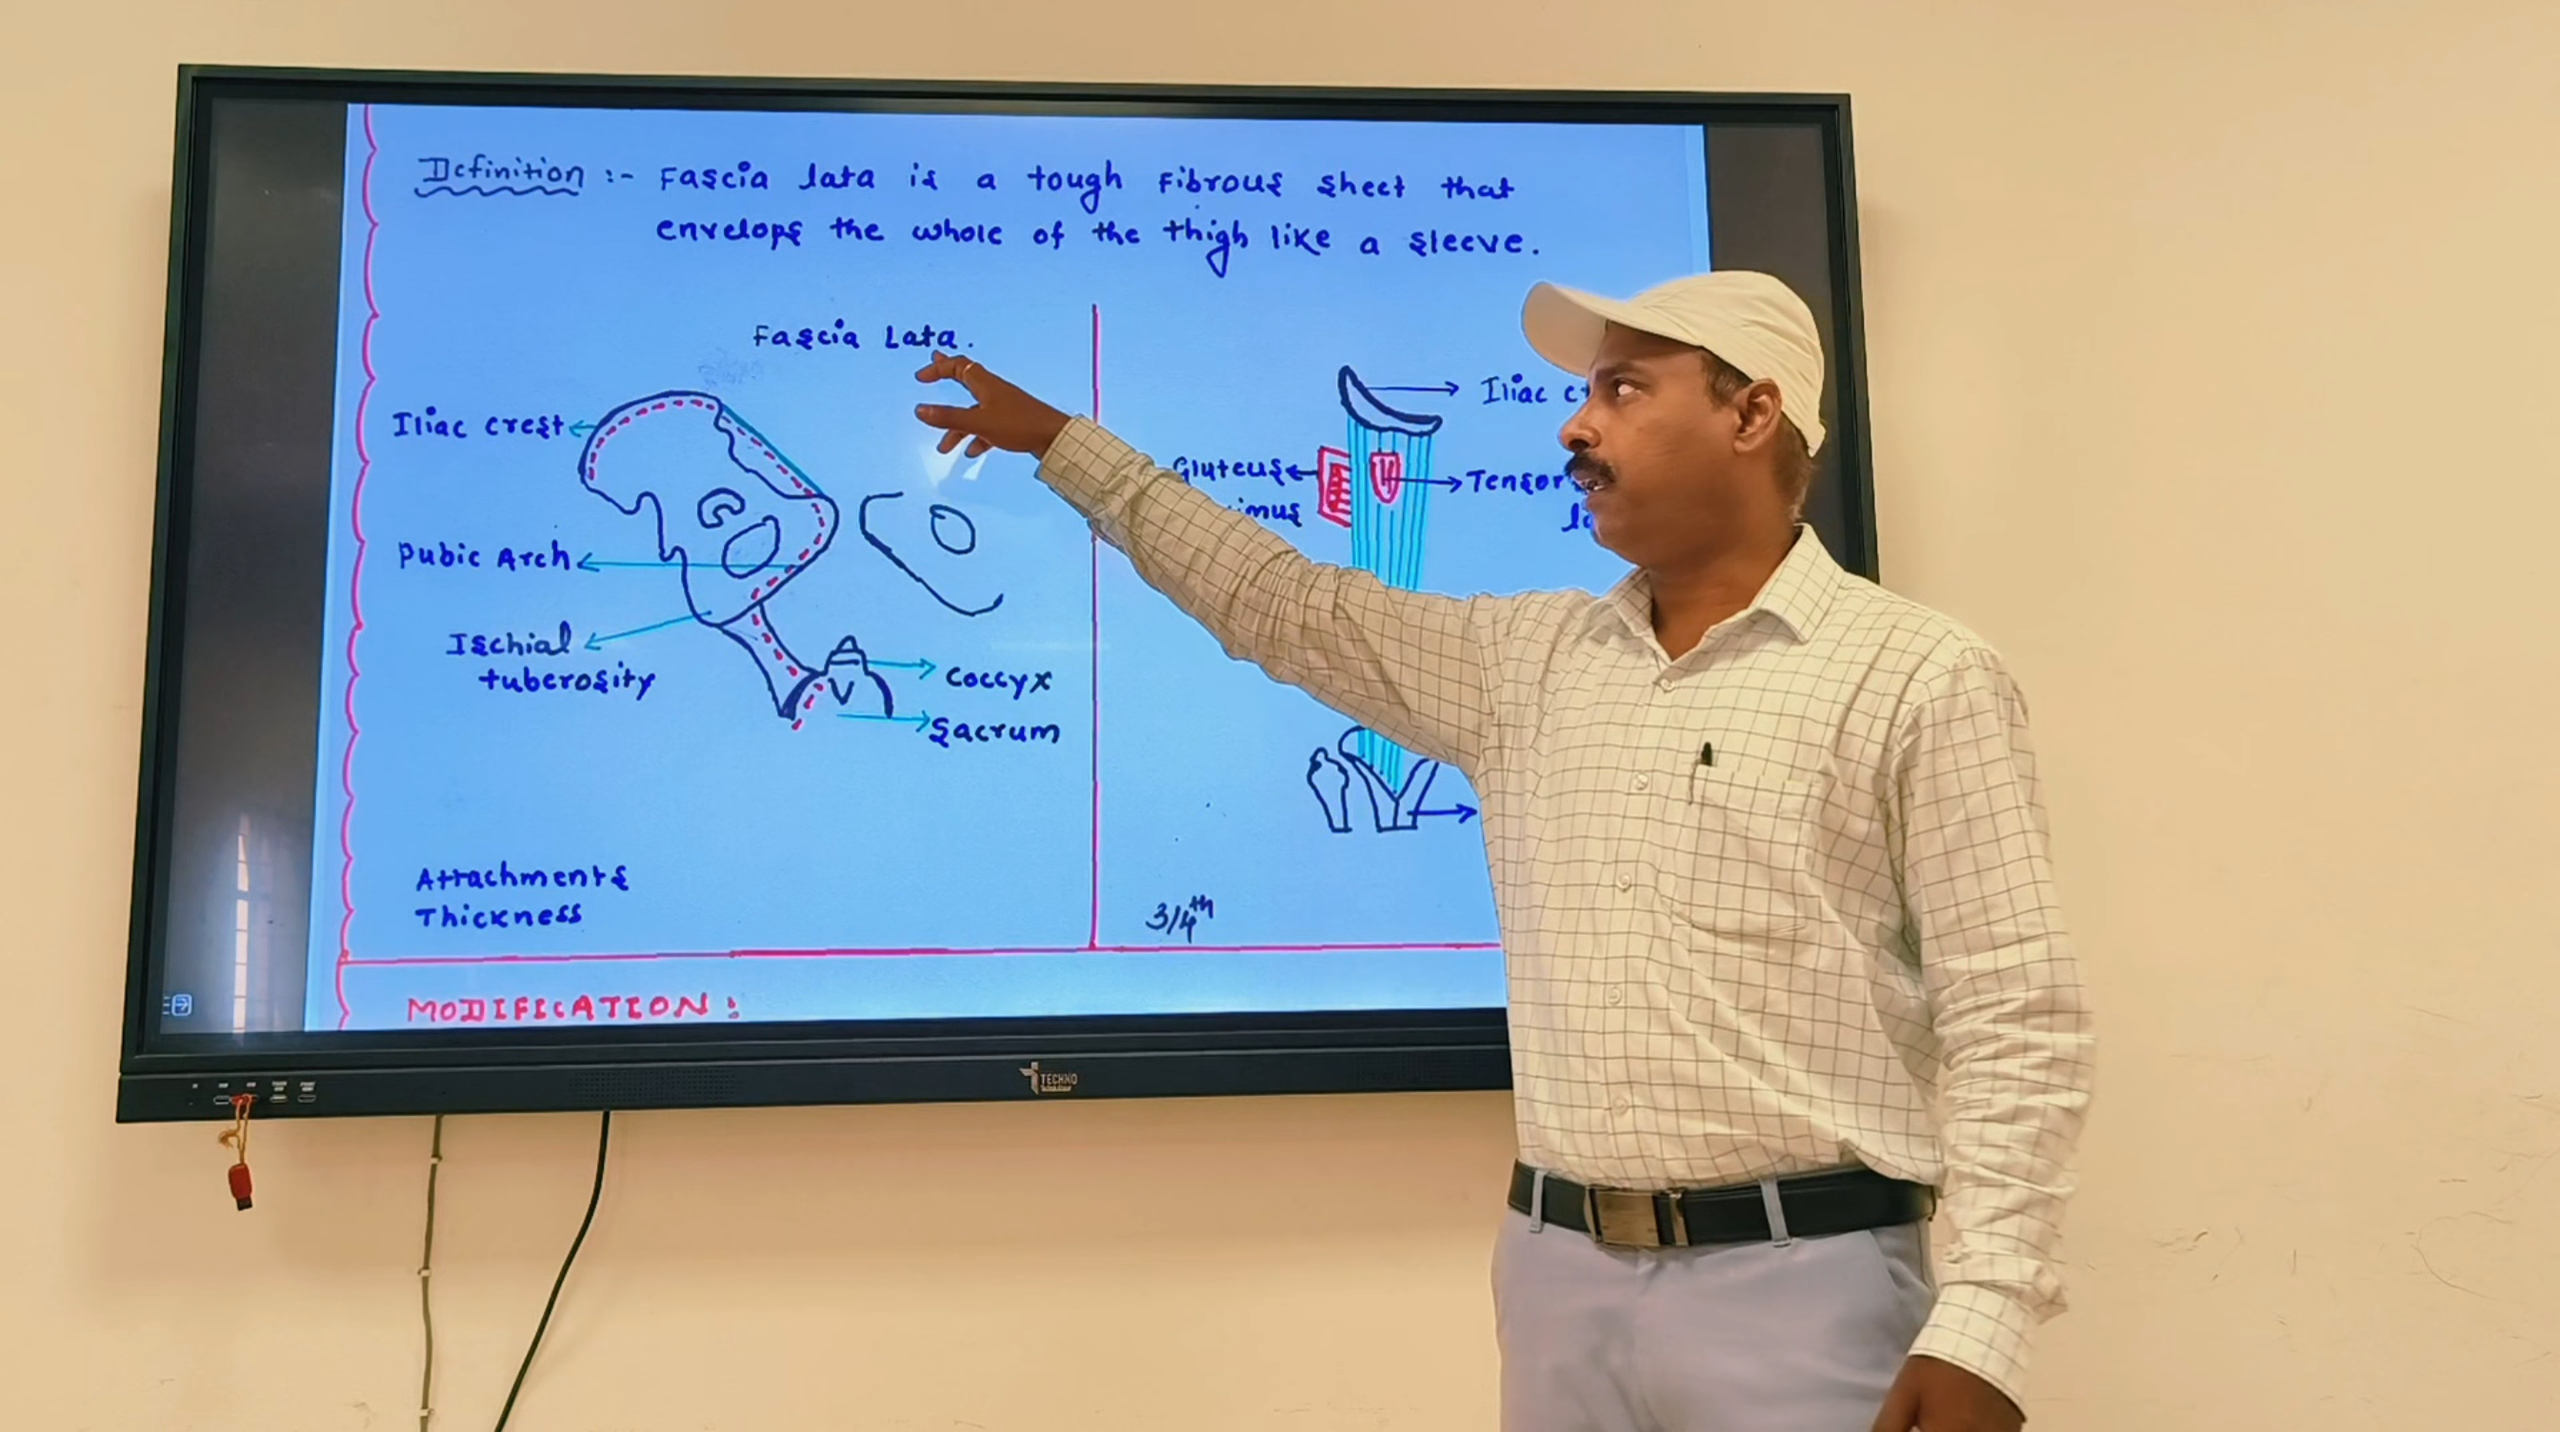 Definition :- Fascia lata is a tough Fibrous sheet that
envelops the whole of the thigh like a sleeve.
Fascia Lata.
Iliac crest
Pubic Arch
Ischial
tuberosity
Coccyx
Sacrum
Attachments
Thickness
Iliac
Gluteus
Tensor
3/4th
MODIFICATION:
TECHNO